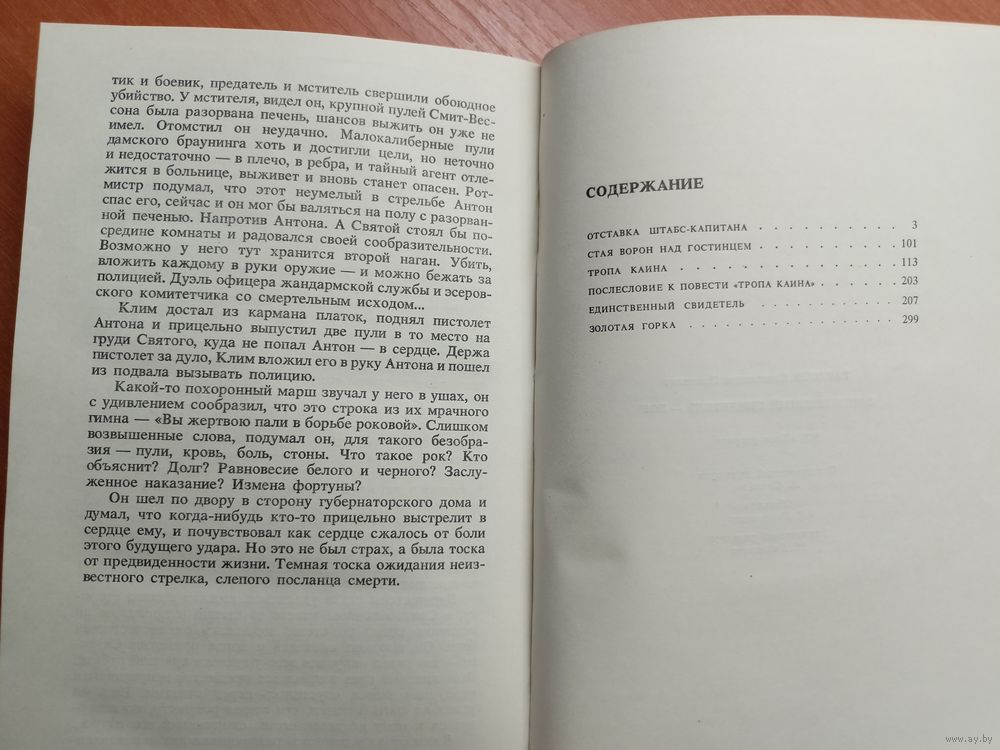 тик и боевик, предатель и мститель свершили обоюдное
убийство. У мстителя, видел он, крупной пулей Смит-Вес-
сона была разорвана печень, шансов выжить он уже не
имел. Отомстил он неудачно. Малокалиберные пули
дамского браунинга хоть и достигли цели, но неточно
и недостаточно — в плечо, в ребра, и тайный агент отле-
жится в больнице, выживет и вновь станет опасен. Рот-
мистр подумал, что этот неумелый в стрельбе Антон
спас его, сейчас и он мог бы валяться на полу с разорван-
ной печенью. Напротив Антона. А Святой стоял бы по-
средине комнаты и радовался своей сообразительности.
Возможно у него тут хранится второй наган. Убить,
вложить каждому в руки оружие — и можно бежать за
полицией. Дуэль офицера жандармской службы и эсеров-
ского комитетчика со смертельным исходом...
Клим достал из кармана платок, поднял пистолет
Антона и прицельно выпустил две пули в то место на
груди Святого, куда не попал Антон — в сердце. Держа
пистолет за дуло, Клим вложил его в руку Антона и пошел
из подвала вызывать полицию.
Какой-то похоронный марш звучал у него в ушах, он
с удивлением сообразил, что это строка из их мрачного
гимна — «Вы жертвою пали в борьбе роковой». Слишком
возвышенные слова, подумал он, для такого безобра-
зия — пули, кровь, боль, стоны. Что такое рок? Кто
объяснит? Долг? Равновесие белого и черного? Заслу-
женное наказание? Измена фортуны?
Он шел по двору в сторону губернаторского дома и
думал, что когда-нибудь кто-то прицельно выстрелит в
сердце ему, и почувствовал как сердце сжалось от боли
этого будущего удара. Но это не был страх, а была тоска
от предвиденности жизни. Темная тоска ожидания неиз-
вестного стрелка, слепого посланца смерти.
СОДЕРЖАНИЕ
ОТСТАВКА ШТАБС-КАПИТАНА . . . . . . . . . . 3
СТАЯ ВОРОН НАД ГОСТИНЦЕМ . . . . . . . . . . 101
ТРОПА КАИНА . . . . . . . . . . . . . . . 113
ПОСЛЕСЛОВИЕ К ПОВЕСТИ «ТРОПА КАИНА» . . . . . . 203
ЕДИНСТВЕННЫЙ СВИДЕТЕЛЬ . . . . . . . . . . 207
ЗОЛОТАЯ ГОРКА . . . . . . . . . . . . . . 299
www.ay.by